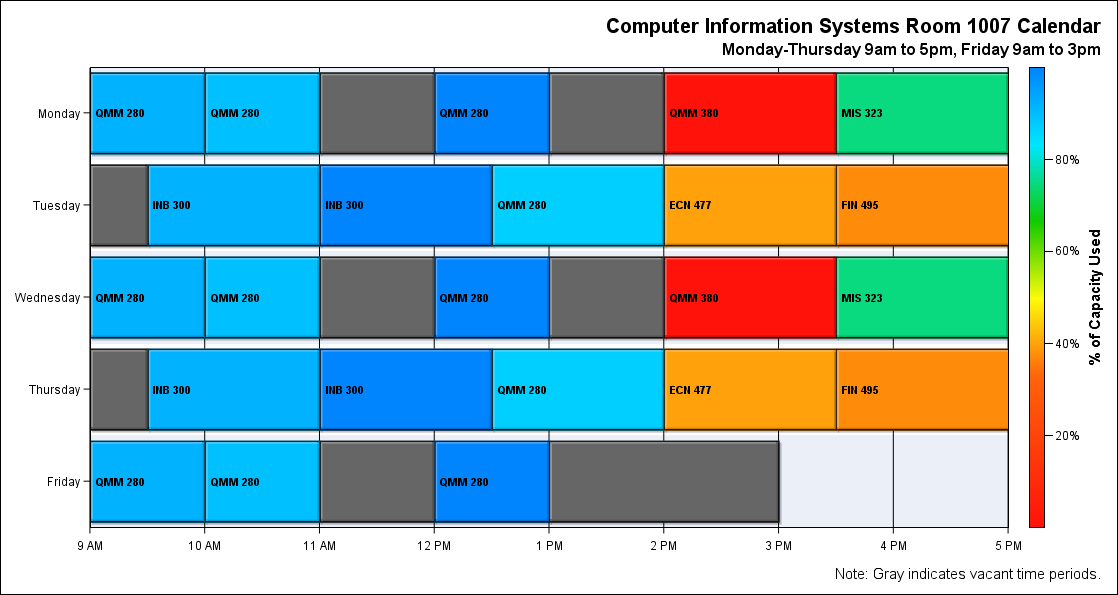 Computer Information Systems Room 1007 Calendar
Monday-Thursday 9am to 5pm, Friday 9am to 3pm
Monday QMM 280 QMM 280 QMM 280 QMM 380 MIS 323
80%
Tuesday INB 300 INB 300 QMM 280 ECN 477 FIN 495
60%
Wednesday QMM 280 QMM 280 QMM 280 QMM 380 MIS 323
% of Capacity Used
40%
Thursday INB 300 INB 300 QMM 280 ECN 477 FIN 495
20%
Friday QMM 280 QMM 280 QMM 280
9 AM 10 AM 11 AM 12 PM 1 PM 2 PM 3 PM 4 PM 5 PM
Note: Gray indicates vacant time periods.